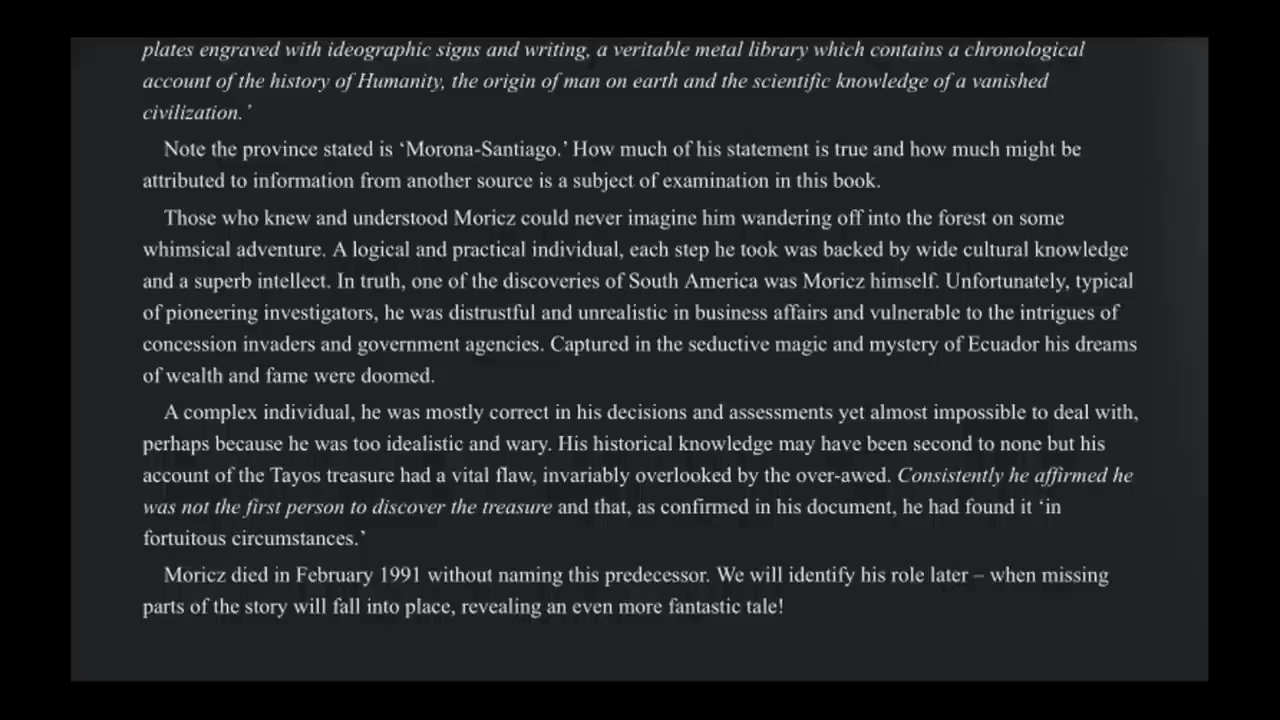 plates engraved with ideographic signs and writing, a veritable metal library which contains a chronological
account of the history of Humanity, the origin of man on earth and the scientific knowledge of a vanished
civilization.’
Note the province stated is ‘Morona-Santiago.’ How much of his statement is true and how much might be
attributed to information from another source is a subject of examination in this book.
Those who knew and understood Moricz could never imagine him wandering off into the forest on some
whimsical adventure. A logical and practical individual, each step he took was backed by wide cultural knowledge
and a superb intellect. In truth, one of the discoveries of South America was Moricz himself. Unfortunately, typical
of pioneering investigators, he was distrustful and unrealistic in business affairs and vulnerable to the intrigues of
concession invaders and government agencies. Captured in the seductive magic and mystery of Ecuador his dreams
of wealth and fame were doomed.
A complex individual, he was mostly correct in his decisions and assessments yet almost impossible to deal with,
perhaps because he was too idealistic and wary. His historical knowledge may have been second to none but his
account of the Tayos treasure had a vital flaw, invariably overlooked by the over-awed. Consistently he affirmed he
was not the first person to discover the treasure and that, as confirmed in his document, he had found it ‘in
fortuitous circumstances.’
Moricz died in February 1991 without naming this predecessor. We will identify his role later – when missing
parts of the story will fall into place, revealing an even more fantastic tale!